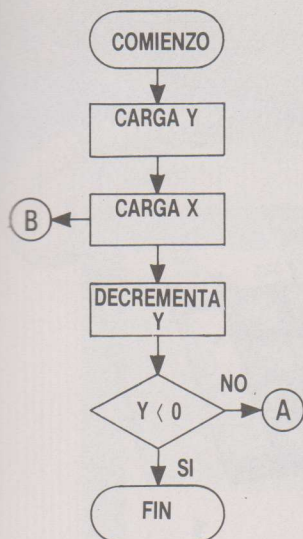 COMIENZO
CARGA Y
CARGA X
B
DECREMENTA
Y
Y < 0
NO
A
SI
FIN